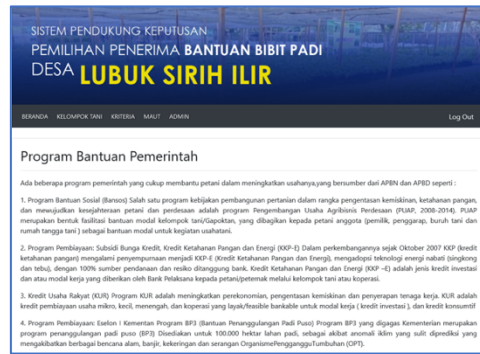 SISTEM PENDUKUNG KEPUTUSAN
PEMILIHAN PENERIMA BANTUAN BIBIT PADI
DESA LUBUK SIRIH ILIR
BERANDA KELOMPOK TANI KRITERIA MAUT ADMIN Log Out
Program Bantuan Pemerintah
Ada beberapa program pemerintah yang cukup membantu petani dalam meningkatkan usahanya,yang bersumber dari APBN dan APBD seperti :
1. Program Bantuan Sosial (Bansos) Salah satu program kebijakan pembangunan pertanian dalam rangka pengentasan kemiskinan, ketahanan pangan,
dan mewujudkan kesejahteraan petani dan perdesaan adalah program Pengembangan Usaha Agribisnis Perdesaan (PUAP, 2008-2014). PUAP
merupakan bentuk fasilitasi bantuan modal kelompok tani/Gapoktan, yang dibagikan kepada petani anggota (pemilik, penggarap, buruh tani dan
rumah tangga tani ) sebagai bantuan modal untuk kegiatan usahatani.
2. Program Pembiayaan: Subsidi Bunga Kredit, Kredit Ketahanan Pangan dan Energi (KKP-E) Dalam perkembangannya sejak Oktober 2007 KKP (kredit
ketahanan pangan) mengalami penyempurnaan menjadi KKP-E (Kredit Ketahanan Pangan dan Energi), mengadopsi teknologi energi nabati (singkong
dan tebu), dengan 100% sumber pendanaan dan resiko ditanggung bank. Kredit Ketahanan Pangan dan Energi (KKP –E) adalah jenis kredit investasi
dan atau modal kerja yang diberikan oleh Bank Pelaksana kepada petani/peternak melalui kelompok tani atau koperasi.
3. Kredit Usaha Rakyat (KUR) Program KUR adalah meningkatkan perekonomian, pengentasan kemiskinan dan penyerapan tenaga kerja. KUR adalah
kredit pembiayaan usaha mikro, kecil, menengah, dan koperasi yang layak/feasible bankable untuk modal kerja ( kredit investasi ), dan kredit konsumtif
4. Program Pembiayaan: Eselon I Kementan Program BP3 (Bantuan Penanggulangan Padi Puso) Program BP3 yang digagas Kementerian merupakan
program penanggulangan padi puso (BP3) Disediakan untuk 100.000 hektar lahan padi, sebagai akibat anomali iklim yang sulit diprediksi yang
mengakibatkan berbagai bencana alam, banjir, kekeringan dan serangan OrganismePenggangguTumbuhan (OPT).